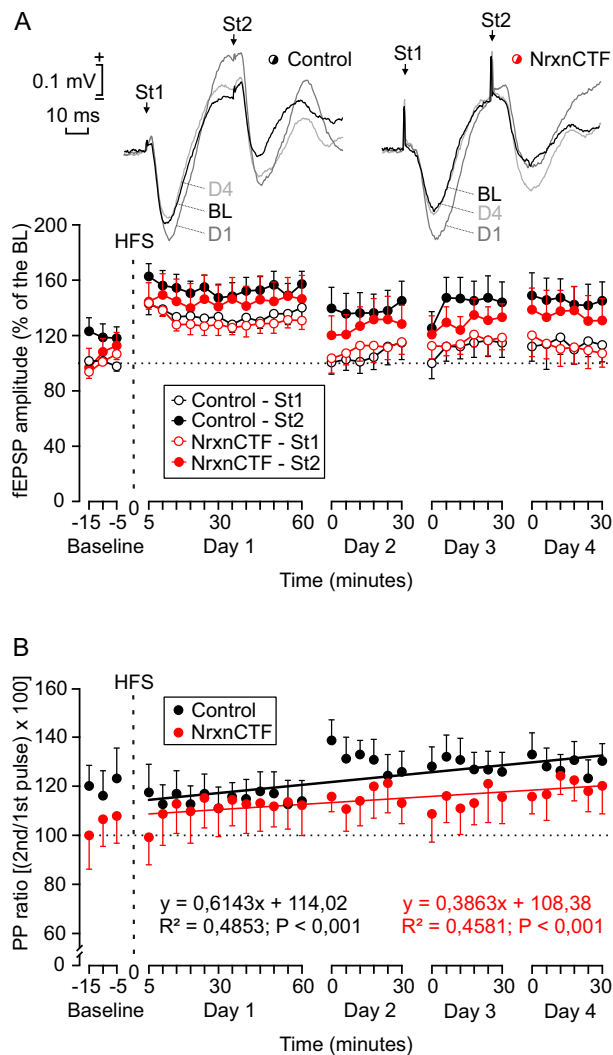 A
St2
Control
St1
NrxnCTF
St2
+
0.1 mV
St1
10 ms
D4
BL
D1
BL
D4
D1
HFS
fEPSP amplitude (% of the BL)
200
160
120
80
40
0
Control - St1
Control - St2
NrxnCTF - St1
NrxnCTF - St2
-15 -5 0 5 60 0 30 0 30 0 30
Baseline Day 1 Day 2 Day 3 Day 4
Time (minutes)
B
HFS
PP ratio [(2nd/1st pulse) x 100]
160
140
120
100
80
60
0
Control
NrxnCTF
y = 0,6143x + 114,02
R² = 0,4853; P < 0,001
y = 0,3863x + 108,38
R² = 0,4581; P < 0,001
-15 -5 0 5 60 0 30 0 30 0 30
Baseline Day 1 Day 2 Day 3 Day 4
Time (minutes)